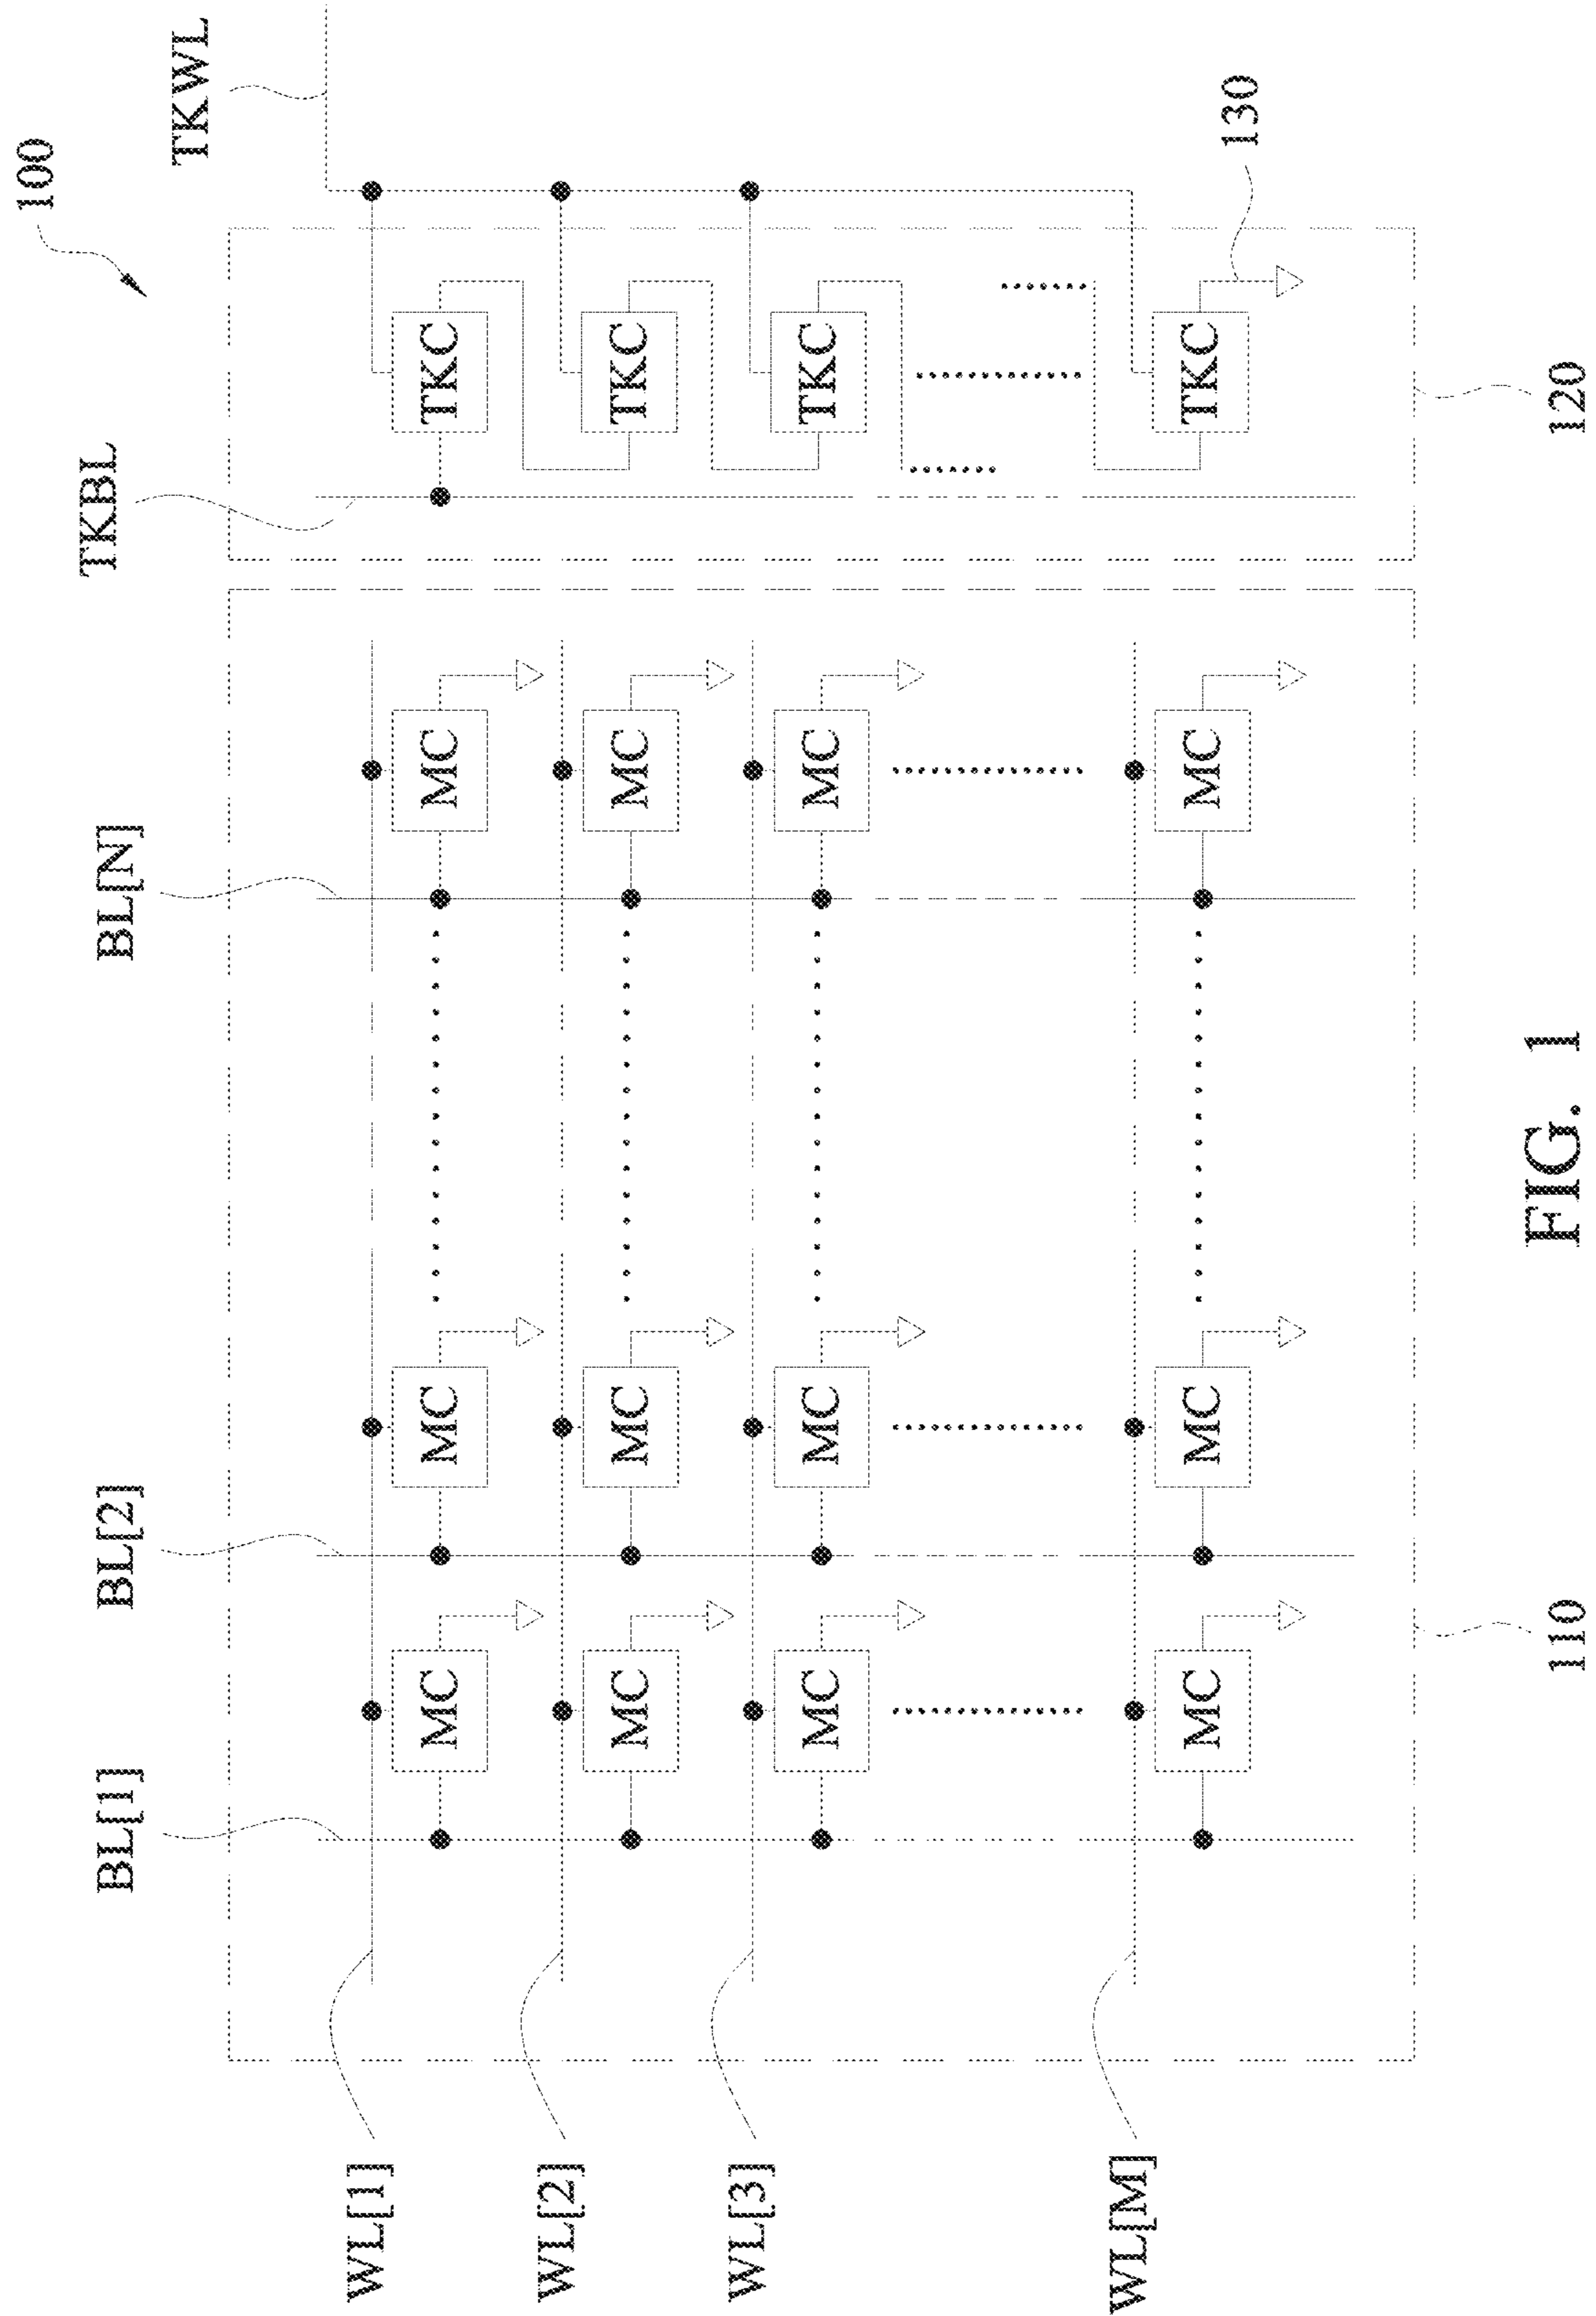 100
BL[1]
BL[2]
BL[N]
TKBL
TKWL
WL[1]
MC
MC
MC
TKC
WL[2]
MC
MC
MC
TKC
WL[3]
MC
MC
MC
TKC
WL[M]
MC
MC
MC
TKC
130
110
120
FIG. 1